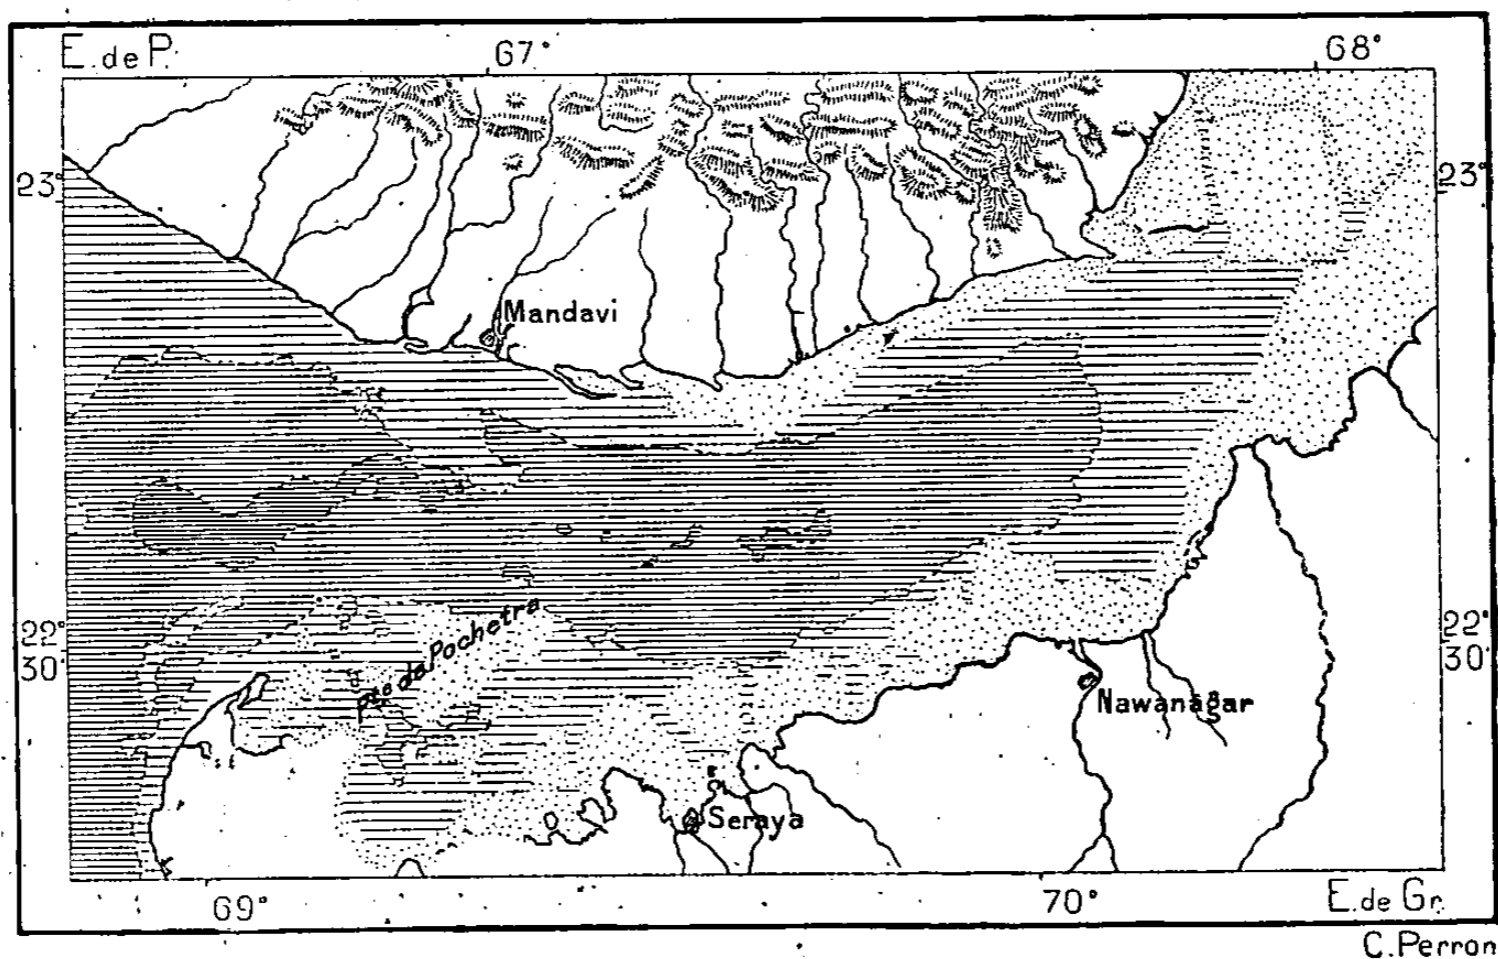 E. de P.
67°
68°
23°
23°
Mandavi
Pte de Pochetra
22°
30'
22°
30'
Nawanagar
Seraya
69°
70°
E. de Gr.
C. Perron